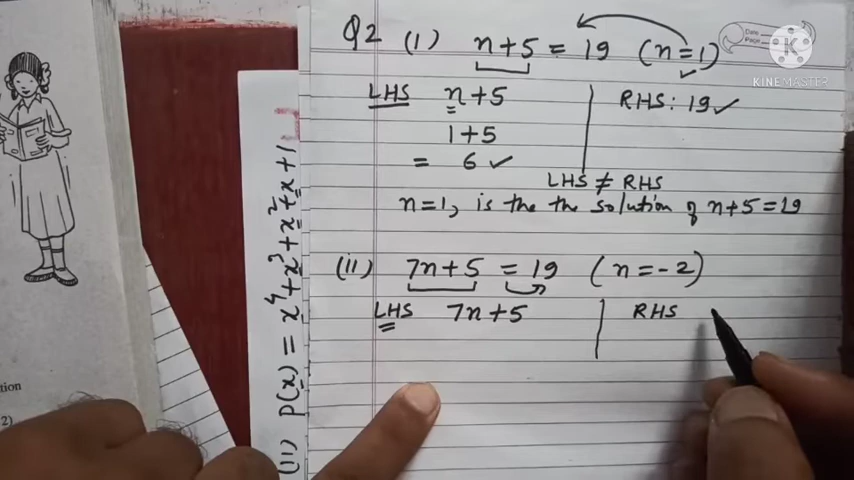 Q2 (i) n+5 = 19 (n=1)
LHS n+5 RHS: 19 ✓
1+5
= 6 ✓
LHS ≠ RHS
n=1, is the the solution of n+5=19
(ii) 7n+5 = 19 (n=-2)
LHS 7n+5 RHS
(ii) p(x) = x⁴+x³+x²+x+1
Date
Page
KINEMASTER
tion
2)